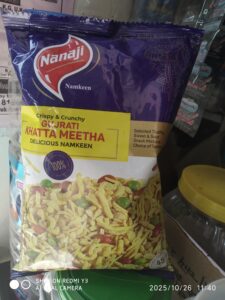 Nanaji
Namkeen
Crispy & Crunchy
GUJRATI
KHATTA MEETHA
DELICIOUS NAMKEEN
100%
SHOT ON REDMI Y3
AI DUAL CAMERA
2025/10/26 11:40